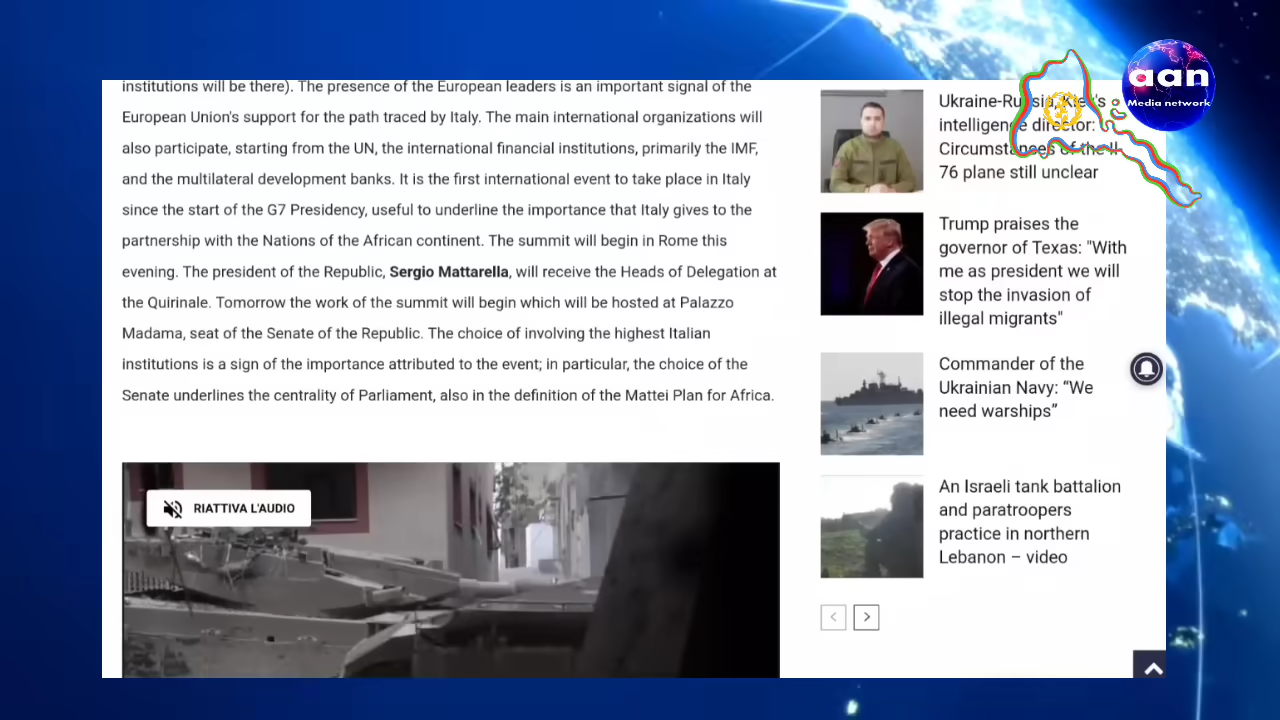 institutions will be there). The presence of the European leaders is an important signal of the
European Union's support for the path traced by Italy. The main international organizations will
also participate, starting from the UN, the international financial institutions, primarily the IMF,
and the multilateral development banks. It is the first international event to take place in Italy
since the start of the G7 Presidency, useful to underline the importance that Italy gives to the
partnership with the Nations of the African continent. The summit will begin in Rome this
evening. The president of the Republic, Sergio Mattarella, will receive the Heads of Delegation at
the Quirinale. Tomorrow the work of the summit will begin which will be hosted at Palazzo
Madama, seat of the Senate of the Republic. The choice of involving the highest Italian
institutions is a sign of the importance attributed to the event; in particular, the choice of the
Senate underlines the centrality of Parliament, also in the definition of the Mattei Plan for Africa.
RIATTIVA L'AUDIO
Ukraine-Russia, Kiev's
intelligence director:
Circumstances of the Il-
76 plane still unclear
Trump praises the
governor of Texas: "With
me as president we will
stop the invasion of
illegal migrants"
Commander of the
Ukrainian Navy: “We
need warships”
An Israeli tank battalion
and paratroopers
practice in northern
Lebanon – video
aan
Media network